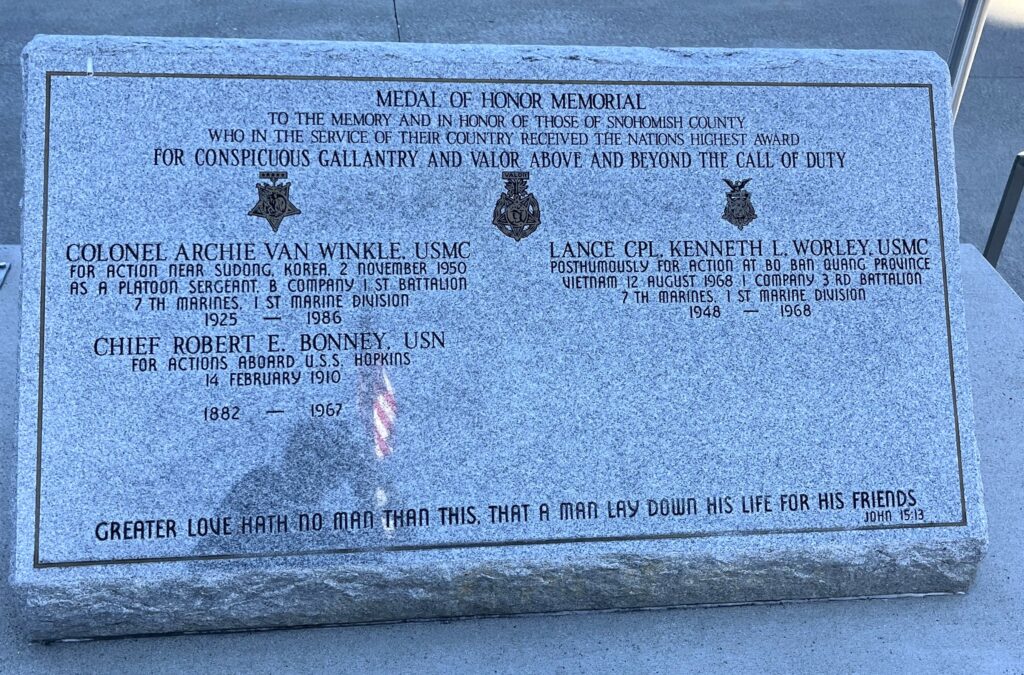 MEDAL OF HONOR MEMORIAL
TO THE MEMORY AND IN HONOR OF THOSE OF SNOHOMISH COUNTY
WHO IN THE SERVICE OF THEIR COUNTRY RECEIVED THE NATIONS HIGHEST AWARD
FOR CONSPICUOUS GALLANTRY AND VALOR ABOVE AND BEYOND THE CALL OF DUTY
VALOR
COLONEL ARCHIE VAN WINKLE, USMC
FOR ACTION NEAR SUDONG, KOREA, 2 NOVEMBER 1950
AS A PLATOON SERGEANT, B COMPANY 1 ST BATTALION
7 TH MARINES, 1 ST MARINE DIVISION
1925 — 1986
CHIEF ROBERT E. BONNEY, USN
FOR ACTIONS ABOARD U.S.S. HOPKINS
14 FEBRUARY 1910
1882 — 1967
LANCE CPL, KENNETH L, WORLEY, USMC
POSTHUMOUSLY FOR ACTION AT BO BAN QUANG PROVINCE
VIETNAM 12 AUGUST 1968 I COMPANY 3 RD BATTALION
7 TH MARINES, 1 ST MARINE DIVISION
1948 — 1968
GREATER LOVE HATH NO MAN THAN THIS, THAT A MAN LAY DOWN HIS LIFE FOR HIS FRIENDS
JOHN 15:13